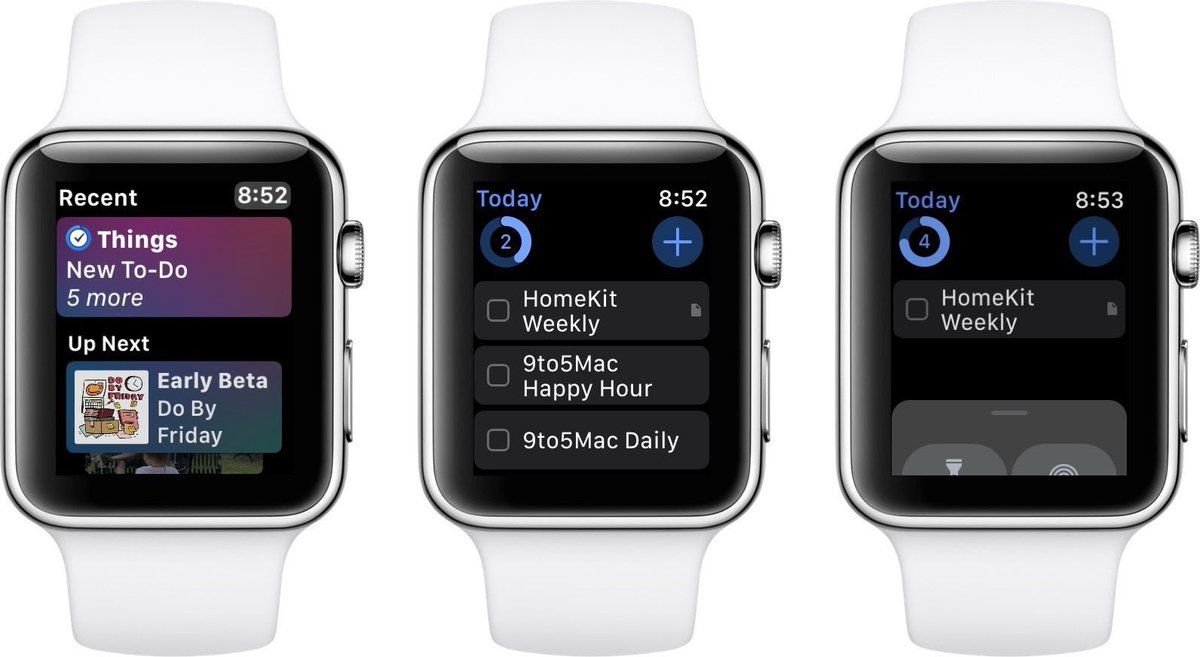 Recent 8:52
Things
New To-Do
5 more
Up Next
DO BY FRIDAY
Early Beta
Do By
Friday
Today 8:52
2
HomeKit
Weekly
9to5Mac
Happy Hour
9to5Mac Daily
Today 8:53
4
HomeKit
Weekly